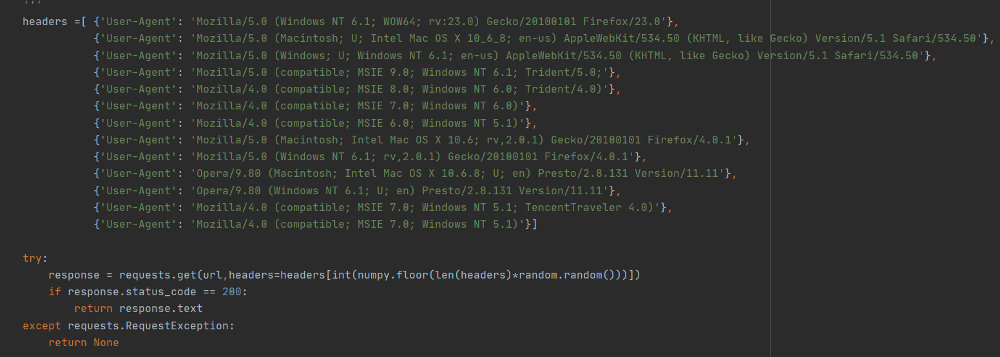 '''
headers =[ {'User-Agent': 'Mozilla/5.0 (Windows NT 6.1; WOW64; rv:23.0) Gecko/20100101 Firefox/23.0'},
{'User-Agent': 'Mozilla/5.0 (Macintosh; U; Intel Mac OS X 10_6_8; en-us) AppleWebKit/534.50 (KHTML, like Gecko) Version/5.1 Safari/534.50'},
{'User-Agent': 'Mozilla/5.0 (Windows; U; Windows NT 6.1; en-us) AppleWebKit/534.50 (KHTML, like Gecko) Version/5.1 Safari/534.50'},
{'User-Agent': 'Mozilla/5.0 (compatible; MSIE 9.0; Windows NT 6.1; Trident/5.0;'},
{'User-Agent': 'Mozilla/4.0 (compatible; MSIE 8.0; Windows NT 6.0; Trident/4.0)'},
{'User-Agent': 'Mozilla/4.0 (compatible; MSIE 7.0; Windows NT 6.0)'},
{'User-Agent': 'Mozilla/4.0 (compatible; MSIE 6.0; Windows NT 5.1)'},
{'User-Agent': 'Mozilla/5.0 (Macintosh; Intel Mac OS X 10.6; rv,2.0.1) Gecko/20100101 Firefox/4.0.1'},
{'User-Agent': 'Mozilla/5.0 (Windows NT 6.1; rv,2.0.1) Gecko/20100101 Firefox/4.0.1'},
{'User-Agent': 'Opera/9.80 (Macintosh; Intel Mac OS X 10.6.8; U; en) Presto/2.8.131 Version/11.11'},
{'User-Agent': 'Opera/9.80 (Windows NT 6.1; U; en) Presto/2.8.131 Version/11.11'},
{'User-Agent': 'Mozilla/4.0 (compatible; MSIE 7.0; Windows NT 5.1; TencentTraveler 4.0)'},
{'User-Agent': 'Mozilla/4.0 (compatible; MSIE 7.0; Windows NT 5.1)'}]
try:
response = requests.get(url,headers=headers[int(numpy.floor(len(headers)*random.random()))])
if response.status_code == 200:
return response.text
except requests.RequestException:
return None